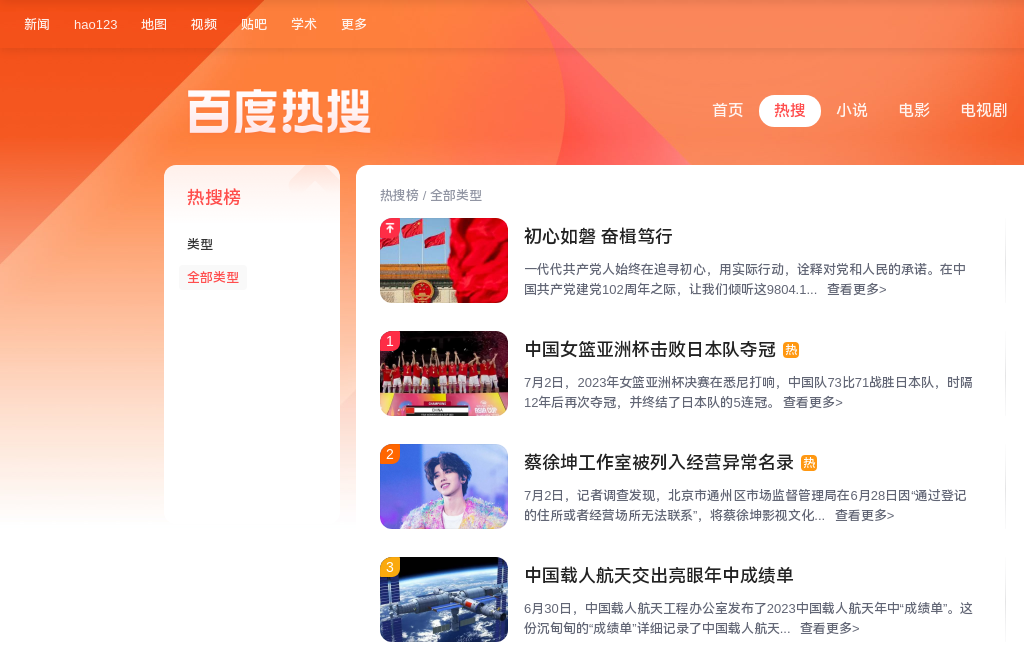 新闻 hao123 地图 视频 贴吧 学术 更多
百度热搜
首页 热搜 小说 电影 电视剧
热搜榜
类型
全部类型
热搜榜 / 全部类型
初心如磐 奋楫笃行
一代代共产党人始终在追寻初心，用实际行动，诠释对党和人民的承诺。在中
国共产党建党102周年之际，让我们倾听这9804.1... 查看更多>
1
中国女篮亚洲杯击败日本队夺冠 热
7月2日，2023年女篮亚洲杯决赛在悉尼打响，中国队73比71战胜日本队，时隔
12年后再次夺冠，并终结了日本队的5连冠。 查看更多>
2
蔡徐坤工作室被列入经营异常名录 热
7月2日，记者调查发现，北京市通州区市场监督管理局在6月28日因“通过登记
的住所或者经营场所无法联系”，将蔡徐坤影视文化... 查看更多>
3
中国载人航天交出亮眼年中成绩单
6月30日，中国载人航天工程办公室发布了2023中国载人航天年中“成绩单”。这
份沉甸甸的“成绩单”详细记录了中国载人航天... 查看更多>